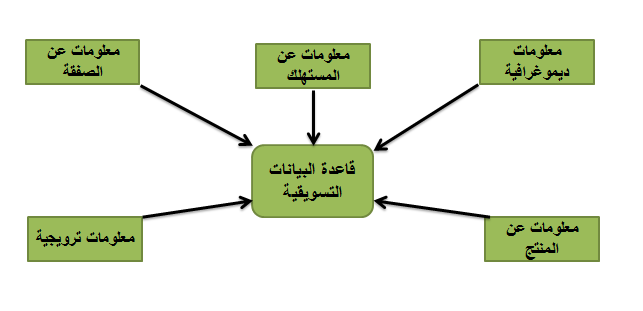 معلومات
ديموغرافية
معلومات عن
المستهلك
معلومات عن
الصفقة
قاعدة البيانات
التسويقية
معلومات عن
المنتج
معلومات ترويجية